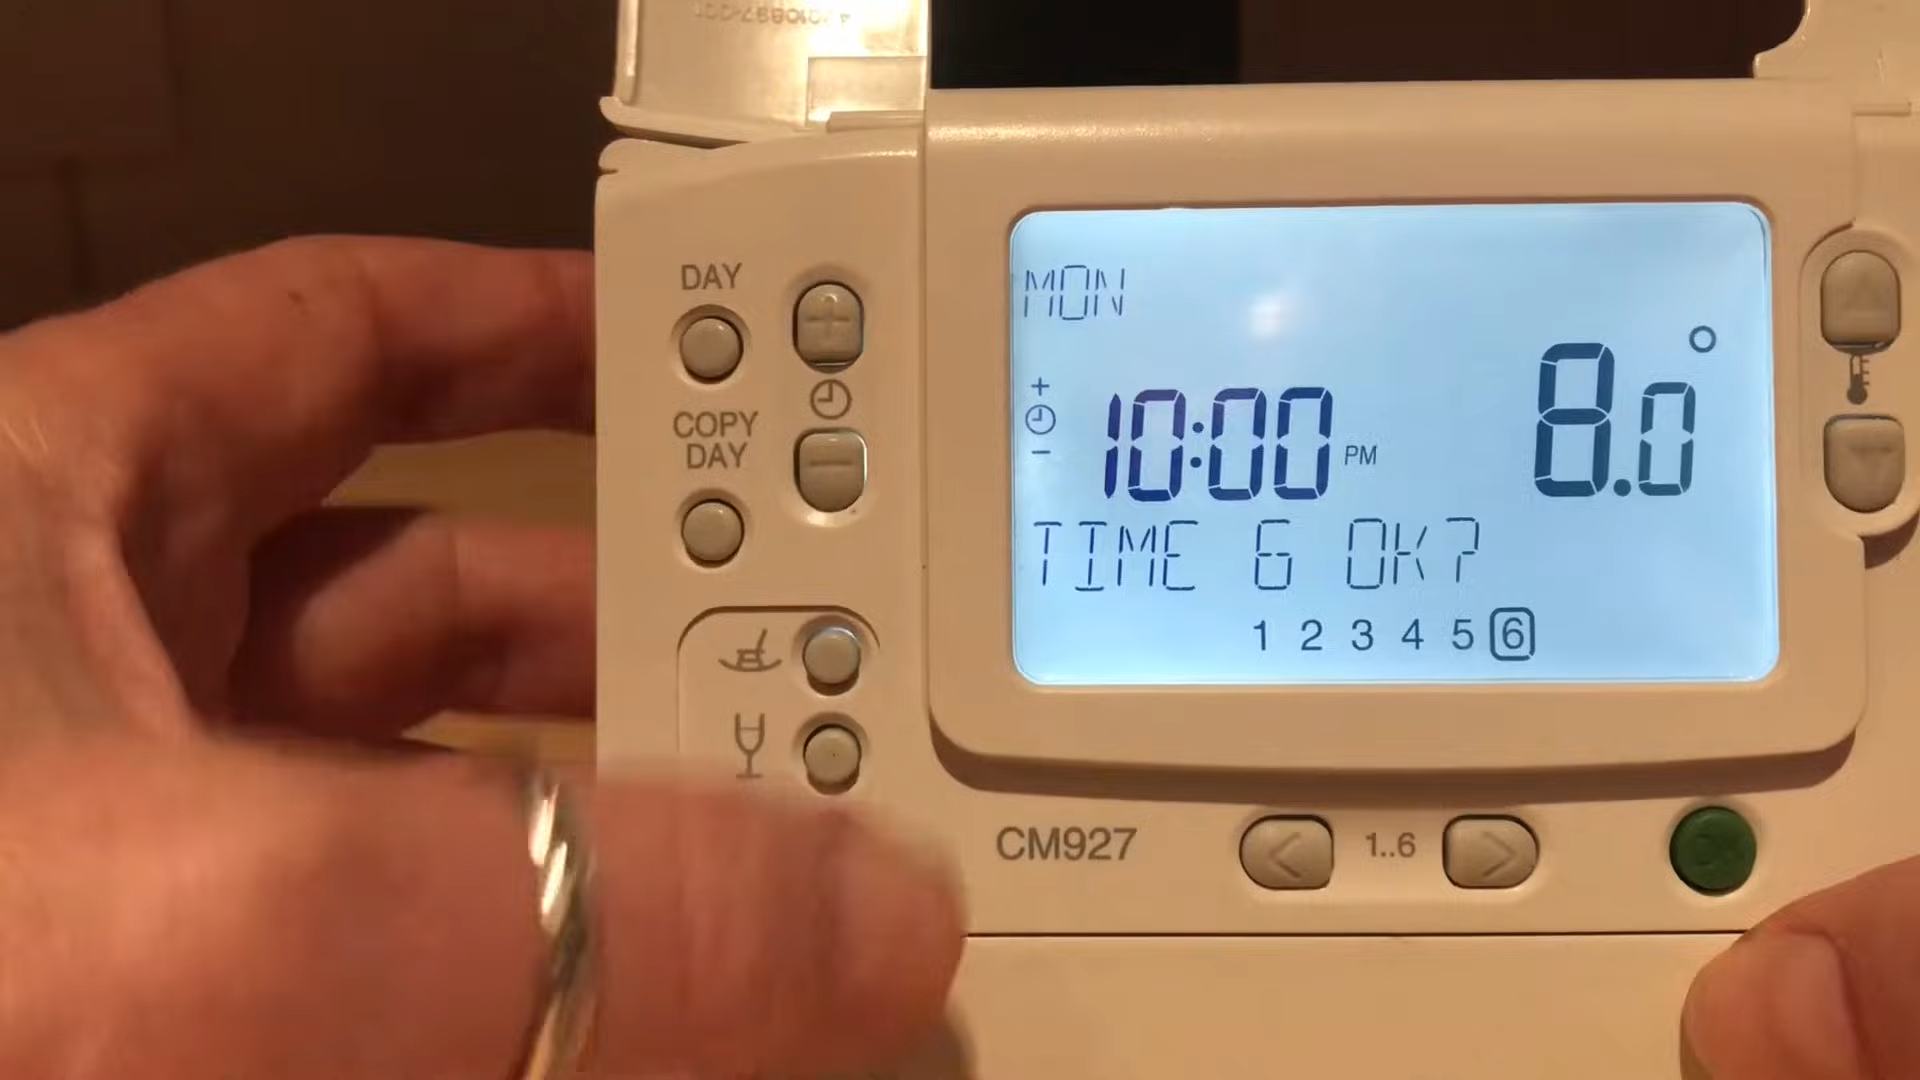 DAY
COPY
DAY
MON
+
10:00 PM
8.0°
−
TIME 6 OK?
1 2 3 4 5 6
CM927
< 1..6 >